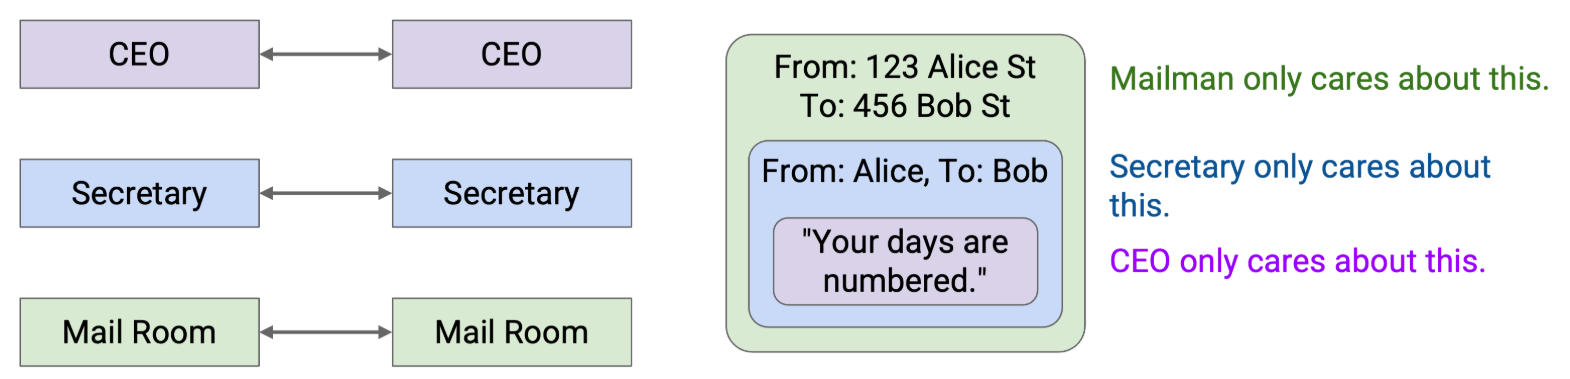 CEO
CEO
Secretary
Secretary
Mail Room
Mail Room
From: 123 Alice St
To: 456 Bob St
From: Alice, To: Bob
"Your days are
numbered."
Mailman only cares about this.
Secretary only cares about
this.
CEO only cares about this.